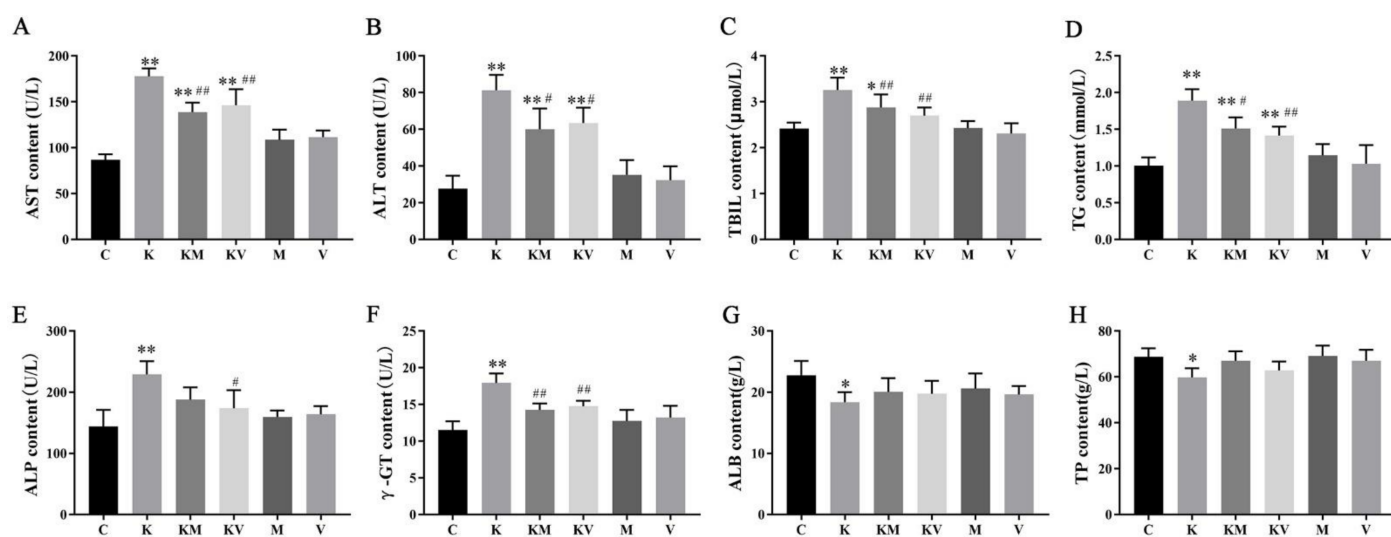 A
AST content (U/L)
200
150
100
50
0
**
** ##
** ##
C K KM KV M V
B
ALT content (U/L)
100
80
60
40
20
0
**
** #
**#
C K KM KV M V
C
TBIL content (μmol/L)
4
3
2
1
0
**
* ##
##
C K KM KV M V
D
TG content (mmol/L)
2.5
2.0
1.5
1.0
0.5
0.0
**
** #
** ##
C K KM KV M V
E
ALP content (U/L)
300
200
100
0
**
#
C K KM KV M V
F
γ -GT content (U/L)
25
20
15
10
5
0
**
##
##
C K KM KV M V
G
ALB content(g/L)
30
20
10
0
*
C K KM KV M V
H
TP content(g/L)
80
60
40
20
0
*
C K KM KV M V